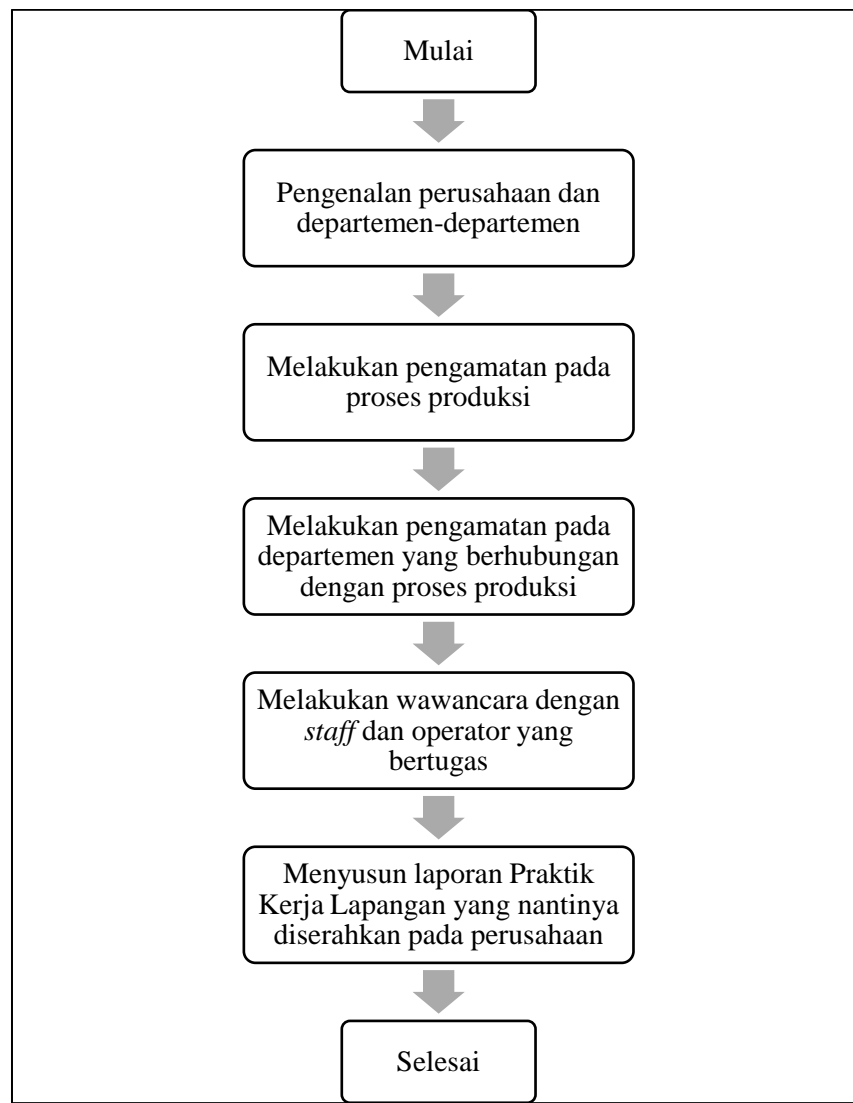 Mulai
Pengenalan perusahaan dan
departemen-departemen
Melakukan pengamatan pada
proses produksi
Melakukan pengamatan pada
departemen yang berhubungan
dengan proses produksi
Melakukan wawancara dengan
staff dan operator yang
bertugas
Menyusun laporan Praktik
Kerja Lapangan yang nantinya
diserahkan pada perusahaan
Selesai